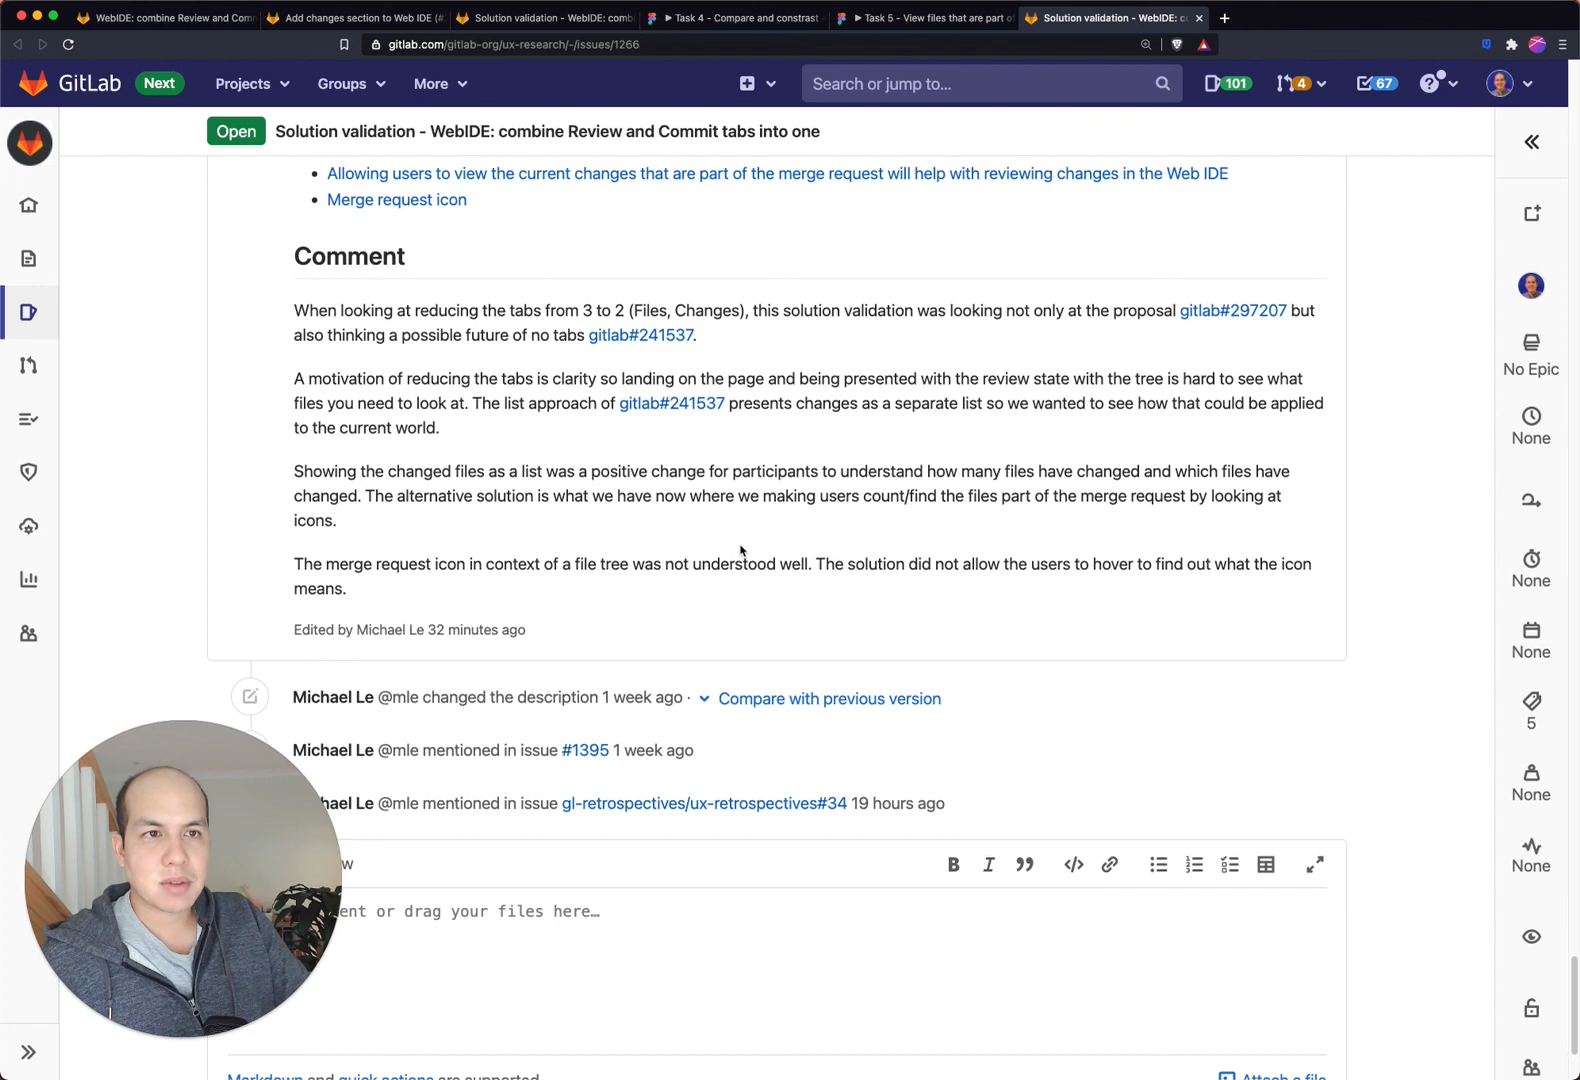 WebIDE: combine Review and Com
Add changes section to Web IDE (#
Solution validation - WebIDE: comb
Task 4 - Compare and constrast -
Task 5 - View files that are part of
Solution validation - WebIDE: co
gitlab.com/gitlab-org/ux-research/-/issues/1266
GitLab Next Projects Groups More Search or jump to... 101 4 67
Open Solution validation - WebIDE: combine Review and Commit tabs into one
• Allowing users to view the current changes that are part of the merge request will help with reviewing changes in the Web IDE
• Merge request icon
Comment
When looking at reducing the tabs from 3 to 2 (Files, Changes), this solution validation was looking not only at the proposal gitlab#297207 but
also thinking a possible future of no tabs gitlab#241537.
A motivation of reducing the tabs is clarity so landing on the page and being presented with the review state with the tree is hard to see what
files you need to look at. The list approach of gitlab#241537 presents changes as a separate list so we wanted to see how that could be applied
to the current world.
Showing the changed files as a list was a positive change for participants to understand how many files have changed and which files have
changed. The alternative solution is what we have now where we making users count/find the files part of the merge request by looking at
icons.
The merge request icon in context of a file tree was not understood well. The solution did not allow the users to hover to find out what the icon
means.
Edited by Michael Le 32 minutes ago
Michael Le @mle changed the description 1 week ago · Compare with previous version
Michael Le @mle mentioned in issue #1395 1 week ago
hael Le @mle mentioned in issue gl-retrospectives/ux-retrospectives#34 19 hours ago
w
ent or drag your files here…
Markdown and quick actions are supported
Attach a file
No Epic
None
None
None
5
None
None